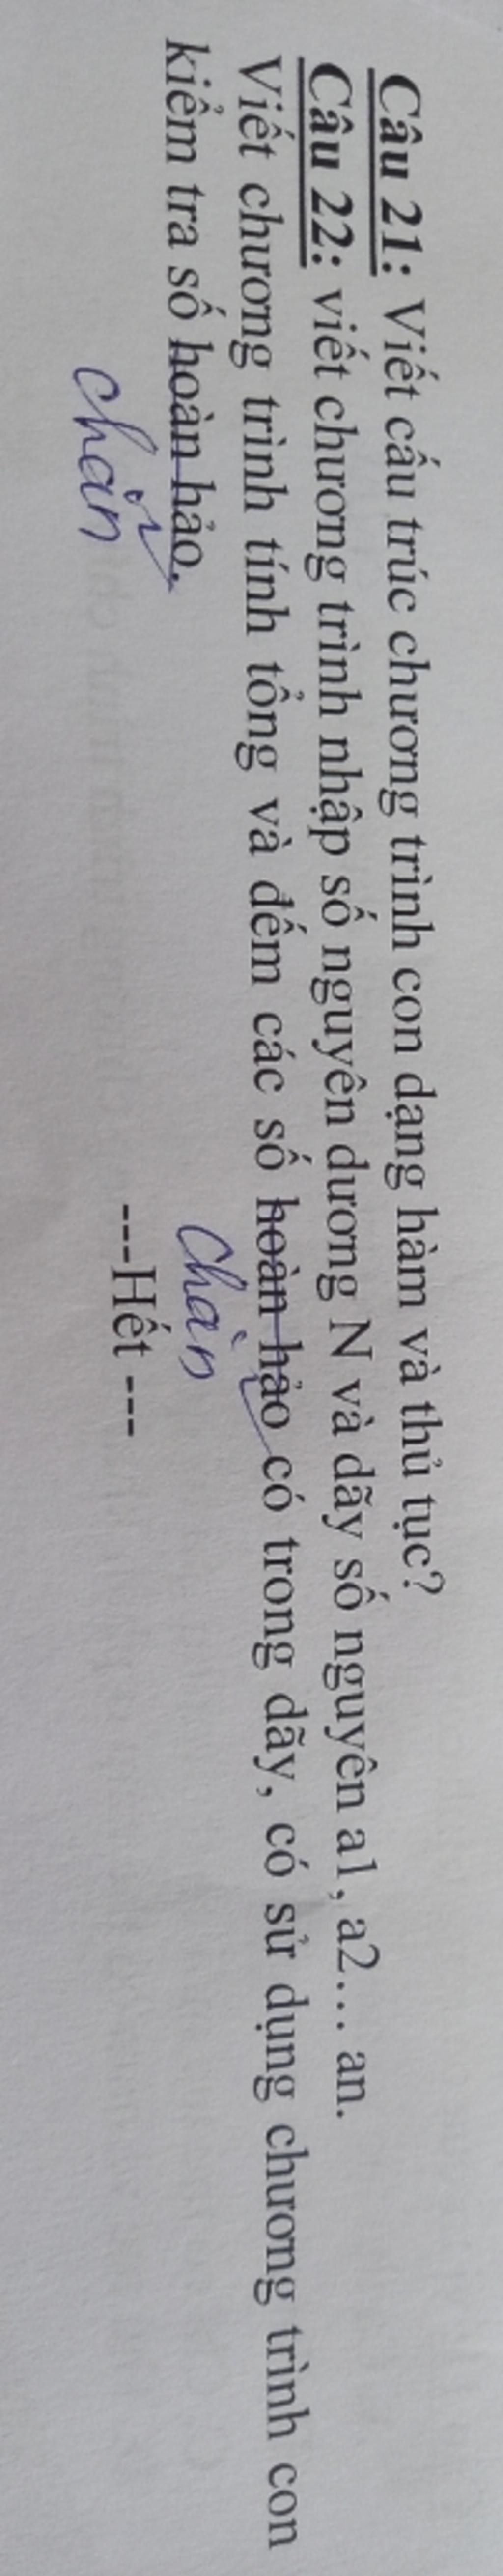 Câu 21: Viết cấu trúc chương trình con dạng hàm và thủ tục?
Câu 22: viết chương trình nhập số nguyên dương N và dãy số nguyên a1, a2... an.
Viết chương trình tính tổng và đếm các số hoàn hảo có trong dãy, có sử dụng chương trình con
chẳn
kiểm tra số hoàn hảo.
chẳn
---Hết ---